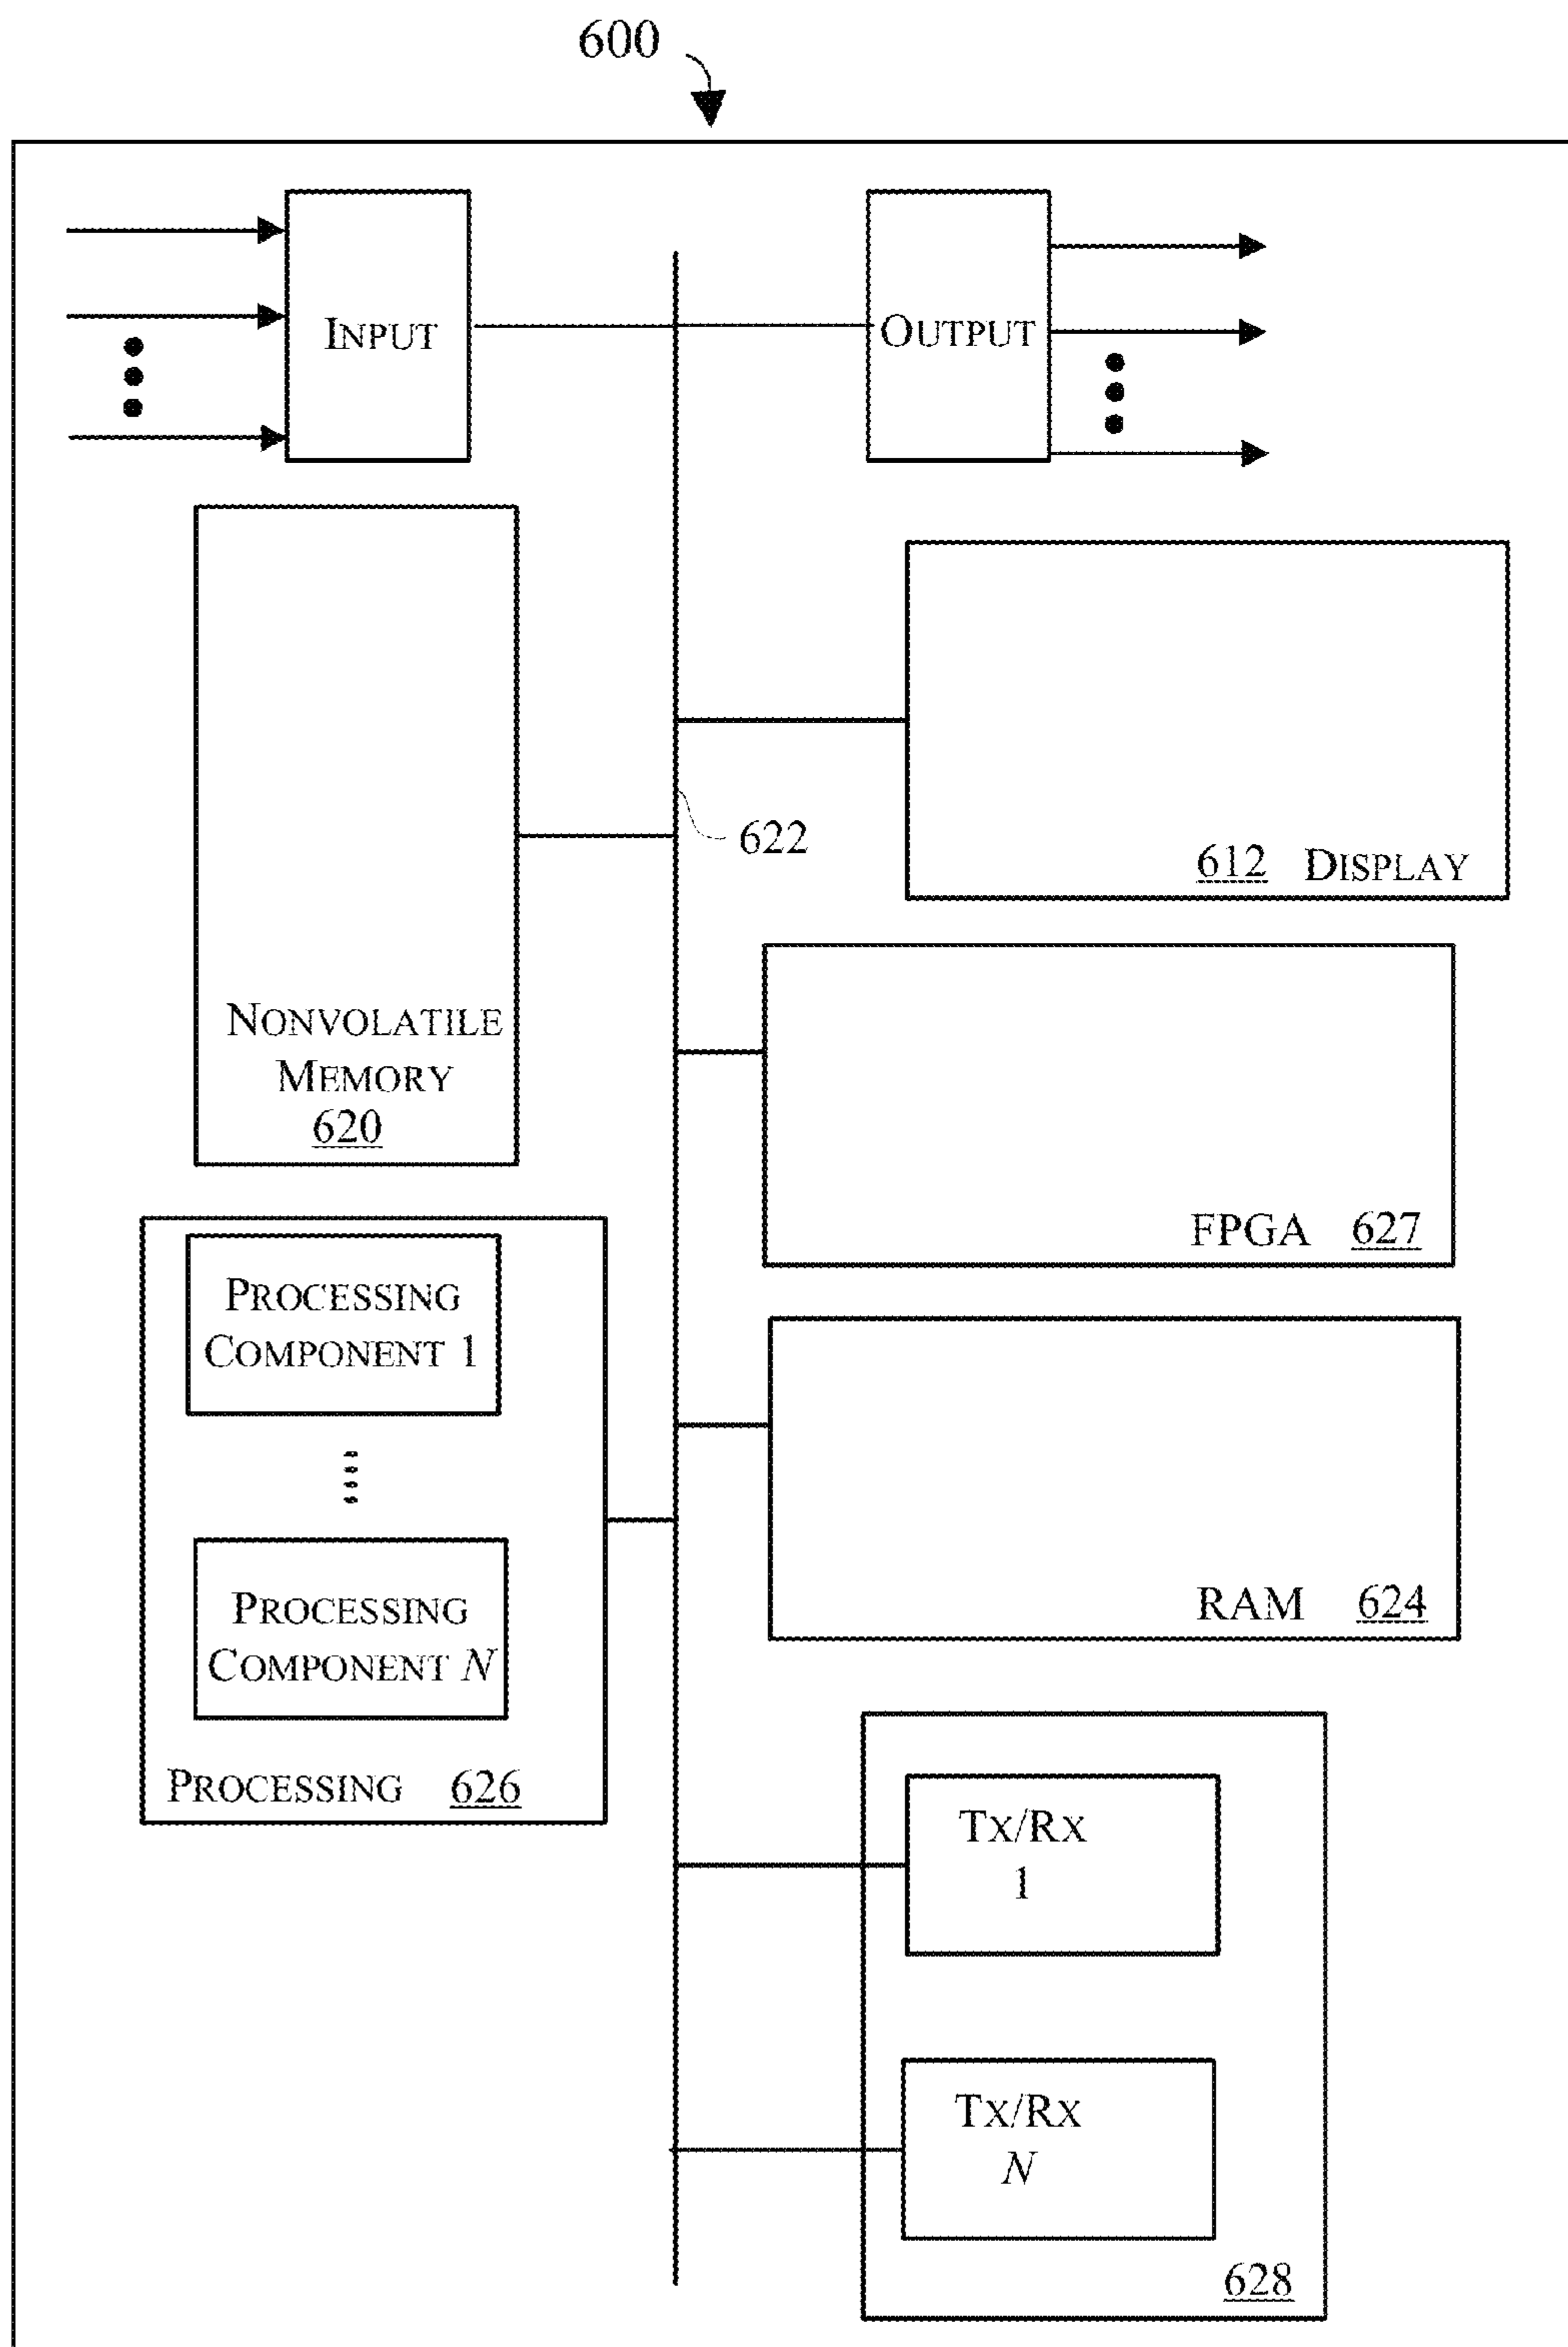 600
INPUT
OUTPUT
622
612 DISPLAY
NONVOLATILE
MEMORY
620
FPGA 627
PROCESSING
COMPONENT 1
RAM 624
PROCESSING
COMPONENT N
PROCESSING 626
TX/RX
1
TX/RX
N
628